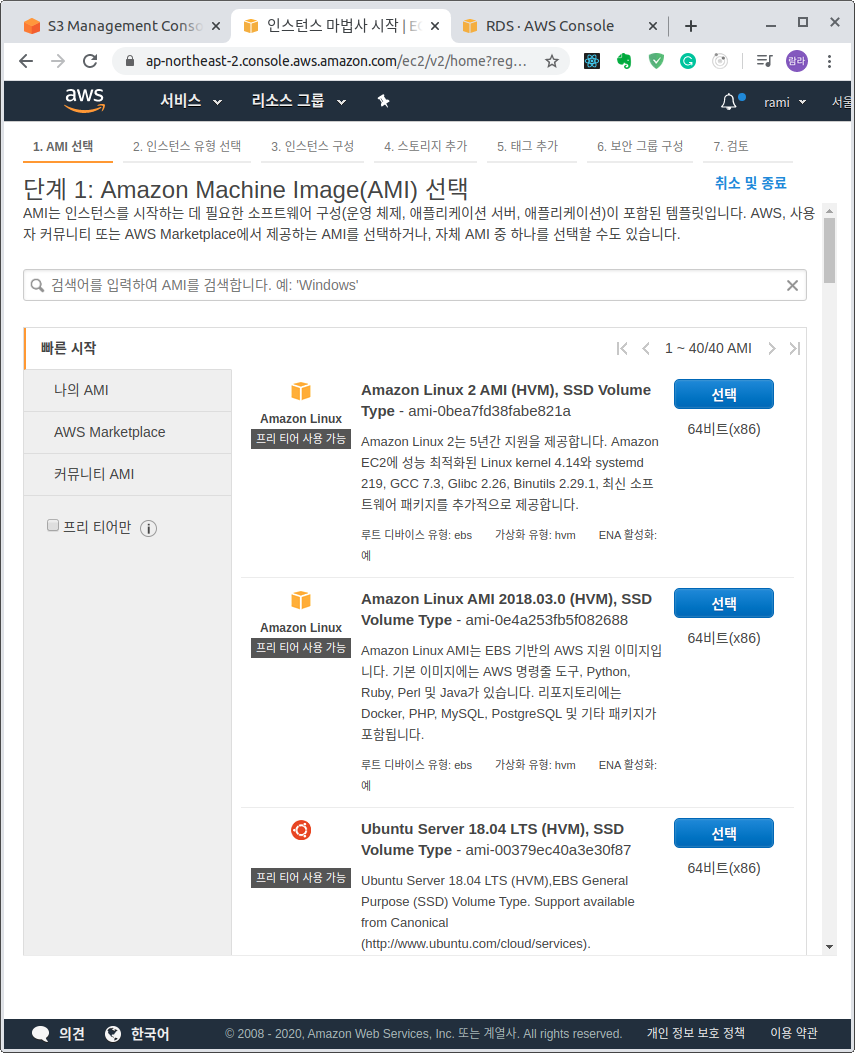 S3 Management Conso
인스턴스 마법사 시작 | EC
RDS · AWS Console
ap-northeast-2.console.aws.amazon.com/ec2/v2/home?reg...
람라
aws
서비스
리소스 그룹
rami
서울
1. AMI 선택
2. 인스턴스 유형 선택
3. 인스턴스 구성
4. 스토리지 추가
5. 태그 추가
6. 보안 그룹 구성
7. 검토
단계 1: Amazon Machine Image(AMI) 선택
취소 및 종료
AMI는 인스턴스를 시작하는 데 필요한 소프트웨어 구성(운영 체제, 애플리케이션 서버, 애플리케이션)이 포함된 템플릿입니다. AWS, 사용
자 커뮤니티 또는 AWS Marketplace에서 제공하는 AMI를 선택하거나, 자체 AMI 중 하나를 선택할 수도 있습니다.
검색어를 입력하여 AMI를 검색합니다. 예: 'Windows'
빠른 시작
1 ~ 40/40 AMI
나의 AMI
AWS Marketplace
커뮤니티 AMI
프리 티어만
Amazon Linux
프리 티어 사용 가능
Amazon Linux 2 AMI (HVM), SSD Volume
Type - ami-0bea7fd38fabe821a
Amazon Linux 2는 5년간 지원을 제공합니다. Amazon
EC2에 성능 최적화된 Linux kernel 4.14와 systemd
219, GCC 7.3, Glibc 2.26, Binutils 2.29.1, 최신 소프
트웨어 패키지를 추가적으로 제공합니다.
루트 디바이스 유형: ebs 가상화 유형: hvm ENA 활성화:
예
선택
64비트(x86)
Amazon Linux
프리 티어 사용 가능
Amazon Linux AMI 2018.03.0 (HVM), SSD
Volume Type - ami-0e4a253fb5f082688
Amazon Linux AMI는 EBS 기반의 AWS 지원 이미지입
니다. 기본 이미지에는 AWS 명령줄 도구, Python,
Ruby, Perl 및 Java가 있습니다. 리포지토리에는
Docker, PHP, MySQL, PostgreSQL 및 기타 패키지가
포함됩니다.
루트 디바이스 유형: ebs 가상화 유형: hvm ENA 활성화:
예
선택
64비트(x86)
프리 티어 사용 가능
Ubuntu Server 18.04 LTS (HVM), SSD
Volume Type - ami-00379ec40a3e30f87
Ubuntu Server 18.04 LTS (HVM),EBS General
Purpose (SSD) Volume Type. Support available
from Canonical
(http://www.ubuntu.com/cloud/services).
선택
64비트(x86)
의견
한국어
© 2008 - 2020, Amazon Web Services, Inc. 또는 계열사. All rights reserved.
개인 정보 보호 정책
이용 약관